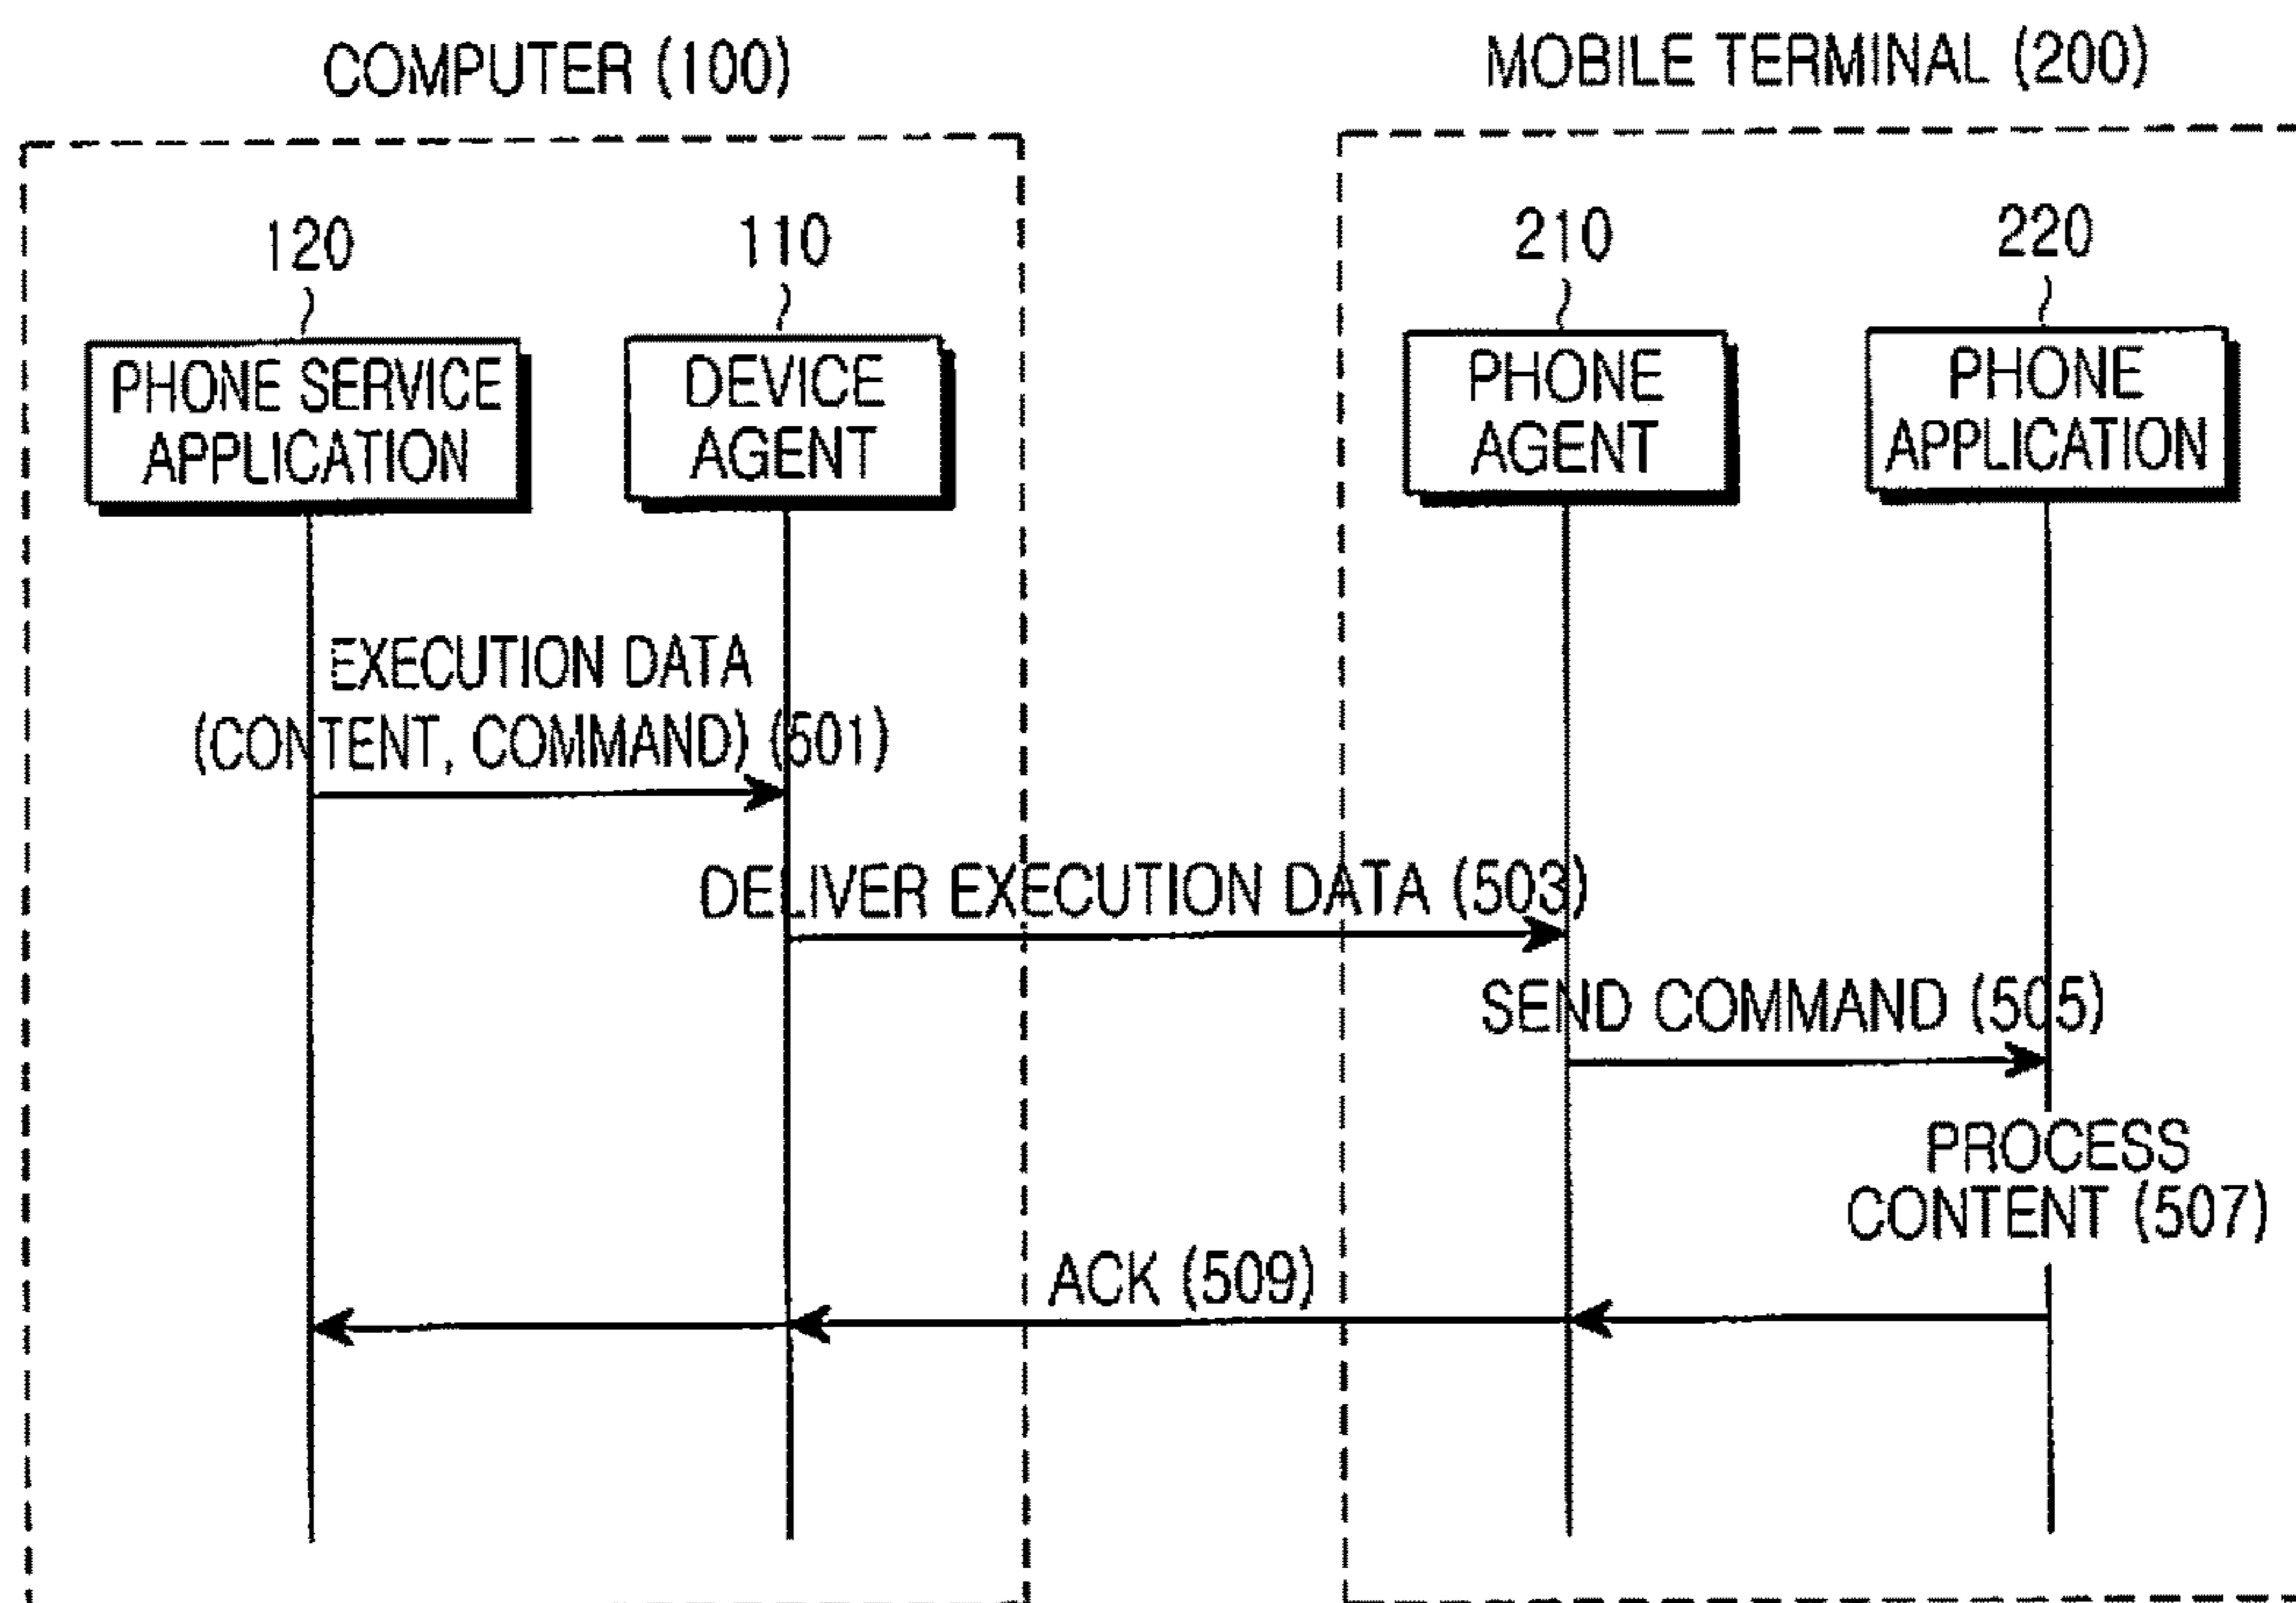 COMPUTER (100)
MOBILE TERMINAL (200)
120
110
210
220
PHONE SERVICE
APPLICATION
DEVICE
AGENT
PHONE
AGENT
PHONE
APPLICATION
EXECUTION DATA
(CONTENT, COMMAND) (501)
DELIVER EXECUTION DATA (503)
SEND COMMAND (505)
PROCESS
CONTENT (507)
ACK (509)